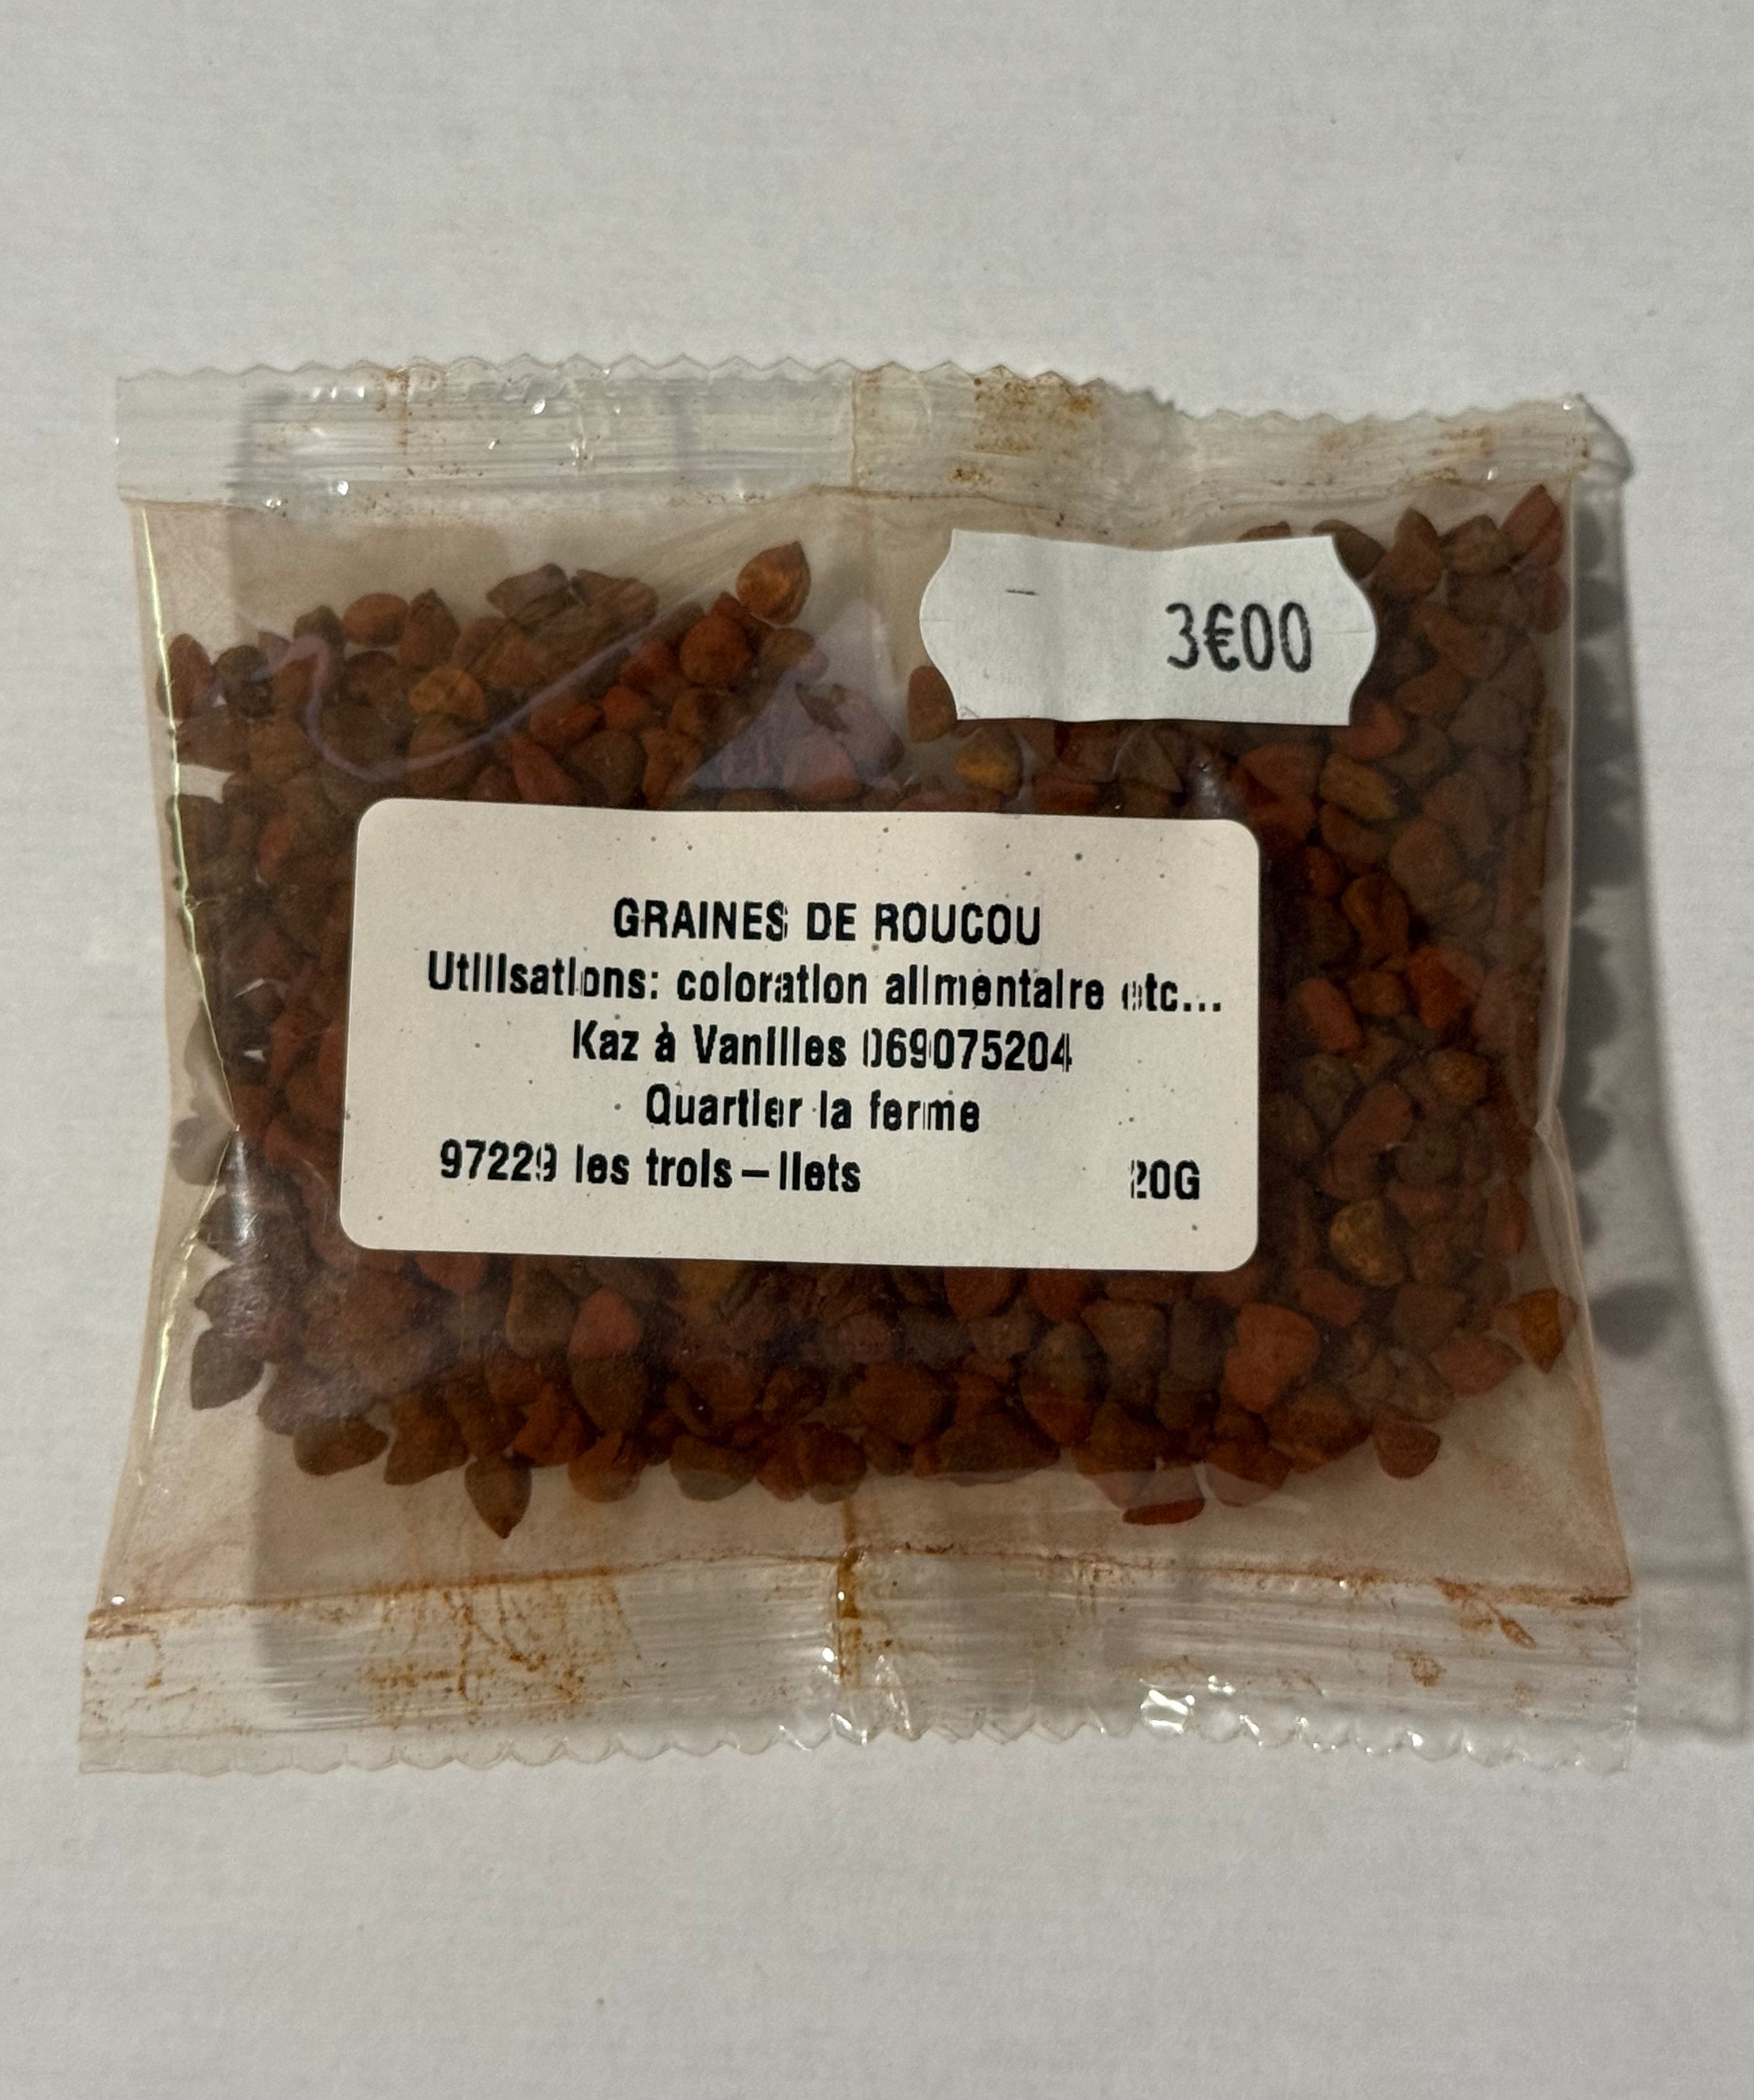 3€00
GRAINES DE ROUCOU
Utilisations: coloration alimentaire etc...
Kaz à Vanilles 069075204
Quartier la ferme
97229 les trois-Ilets 20G